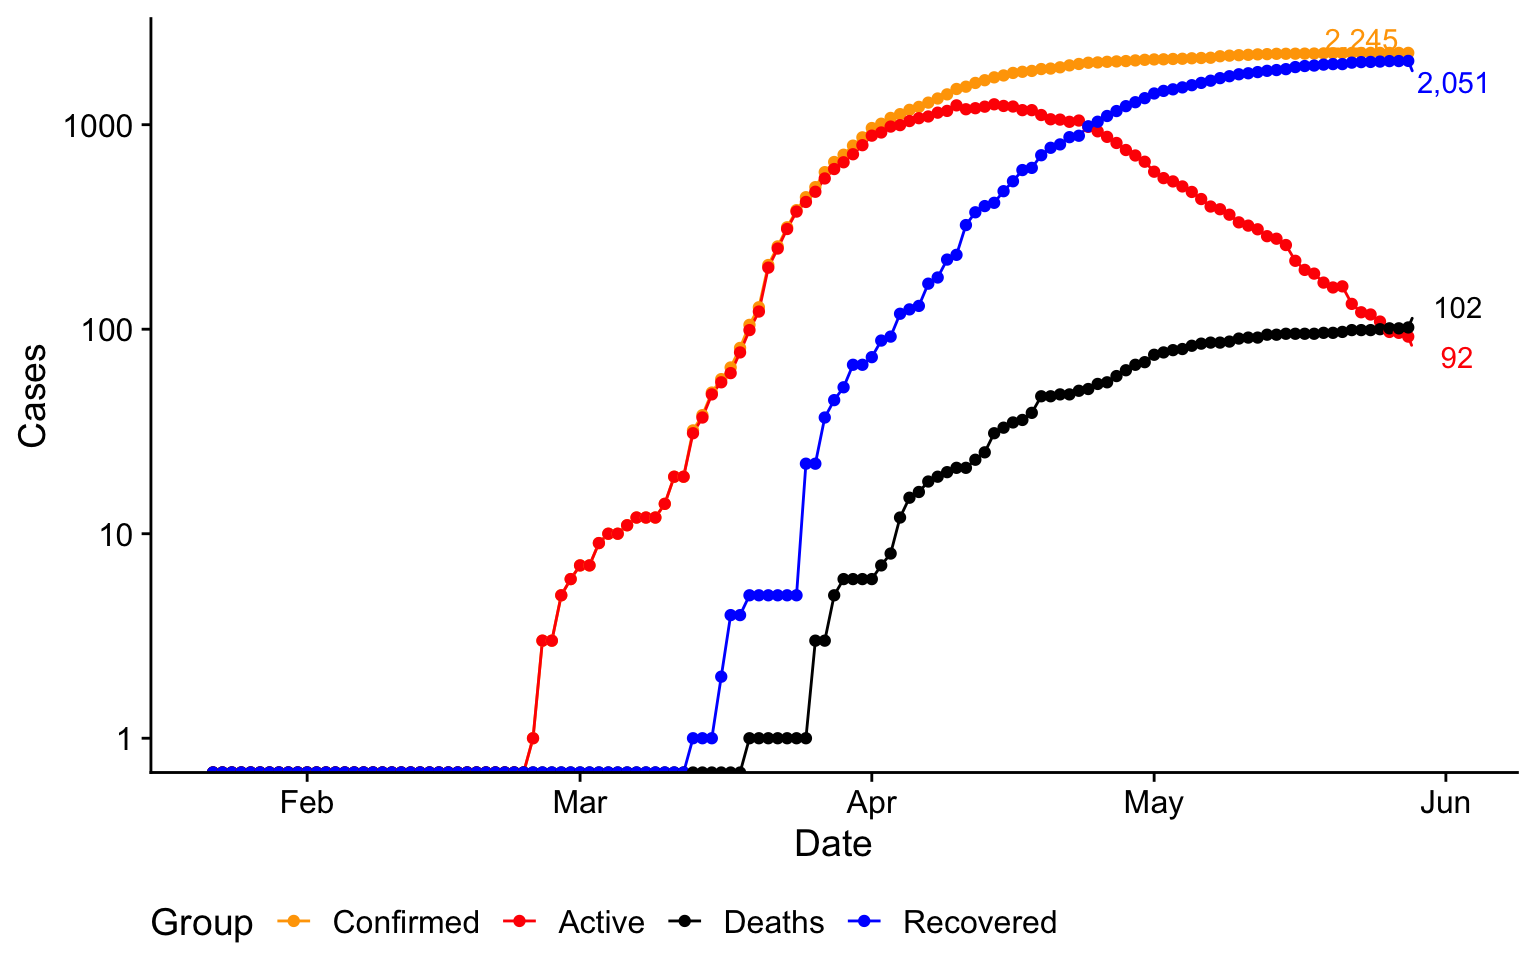 2,245
2,051
1000
100
102
92
10
1
Cases
Feb Mar Apr May Jun
Date
Group Confirmed Active Deaths Recovered